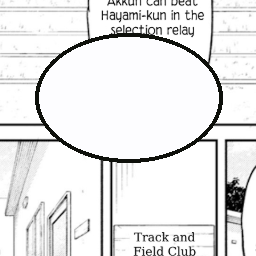 Akkun can beat
Hayami-kun in the
selection relay
Track and
Field Club